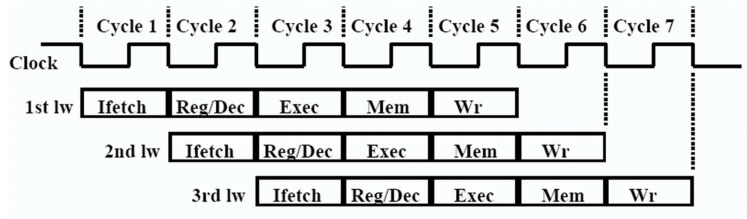 Cycle 1 Cycle 2 Cycle 3 Cycle 4 Cycle 5 Cycle 6 Cycle 7
Clock
1st lw Ifetch Reg/Dec Exec Mem Wr
2nd lw Ifetch Reg/Dec Exec Mem Wr
3rd lw Ifetch Reg/Dec Exec Mem Wr